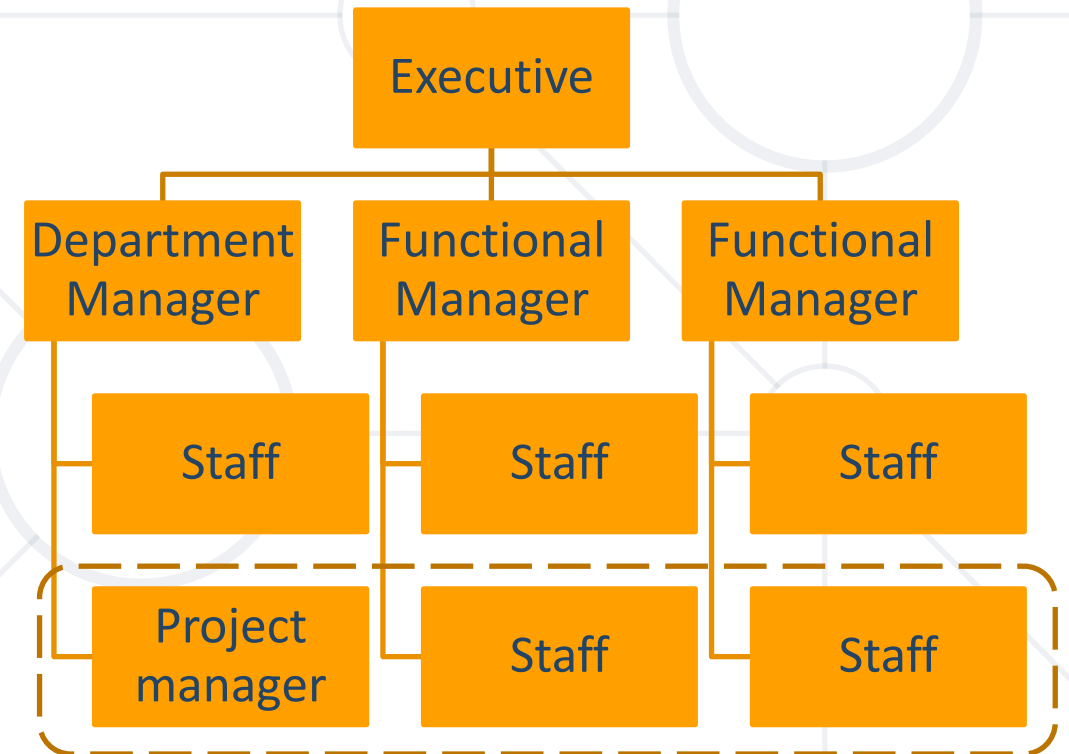 Executive
Department
Manager
Functional
Manager
Functional
Manager
Staff
Staff
Staff
Project
manager
Staff
Staff